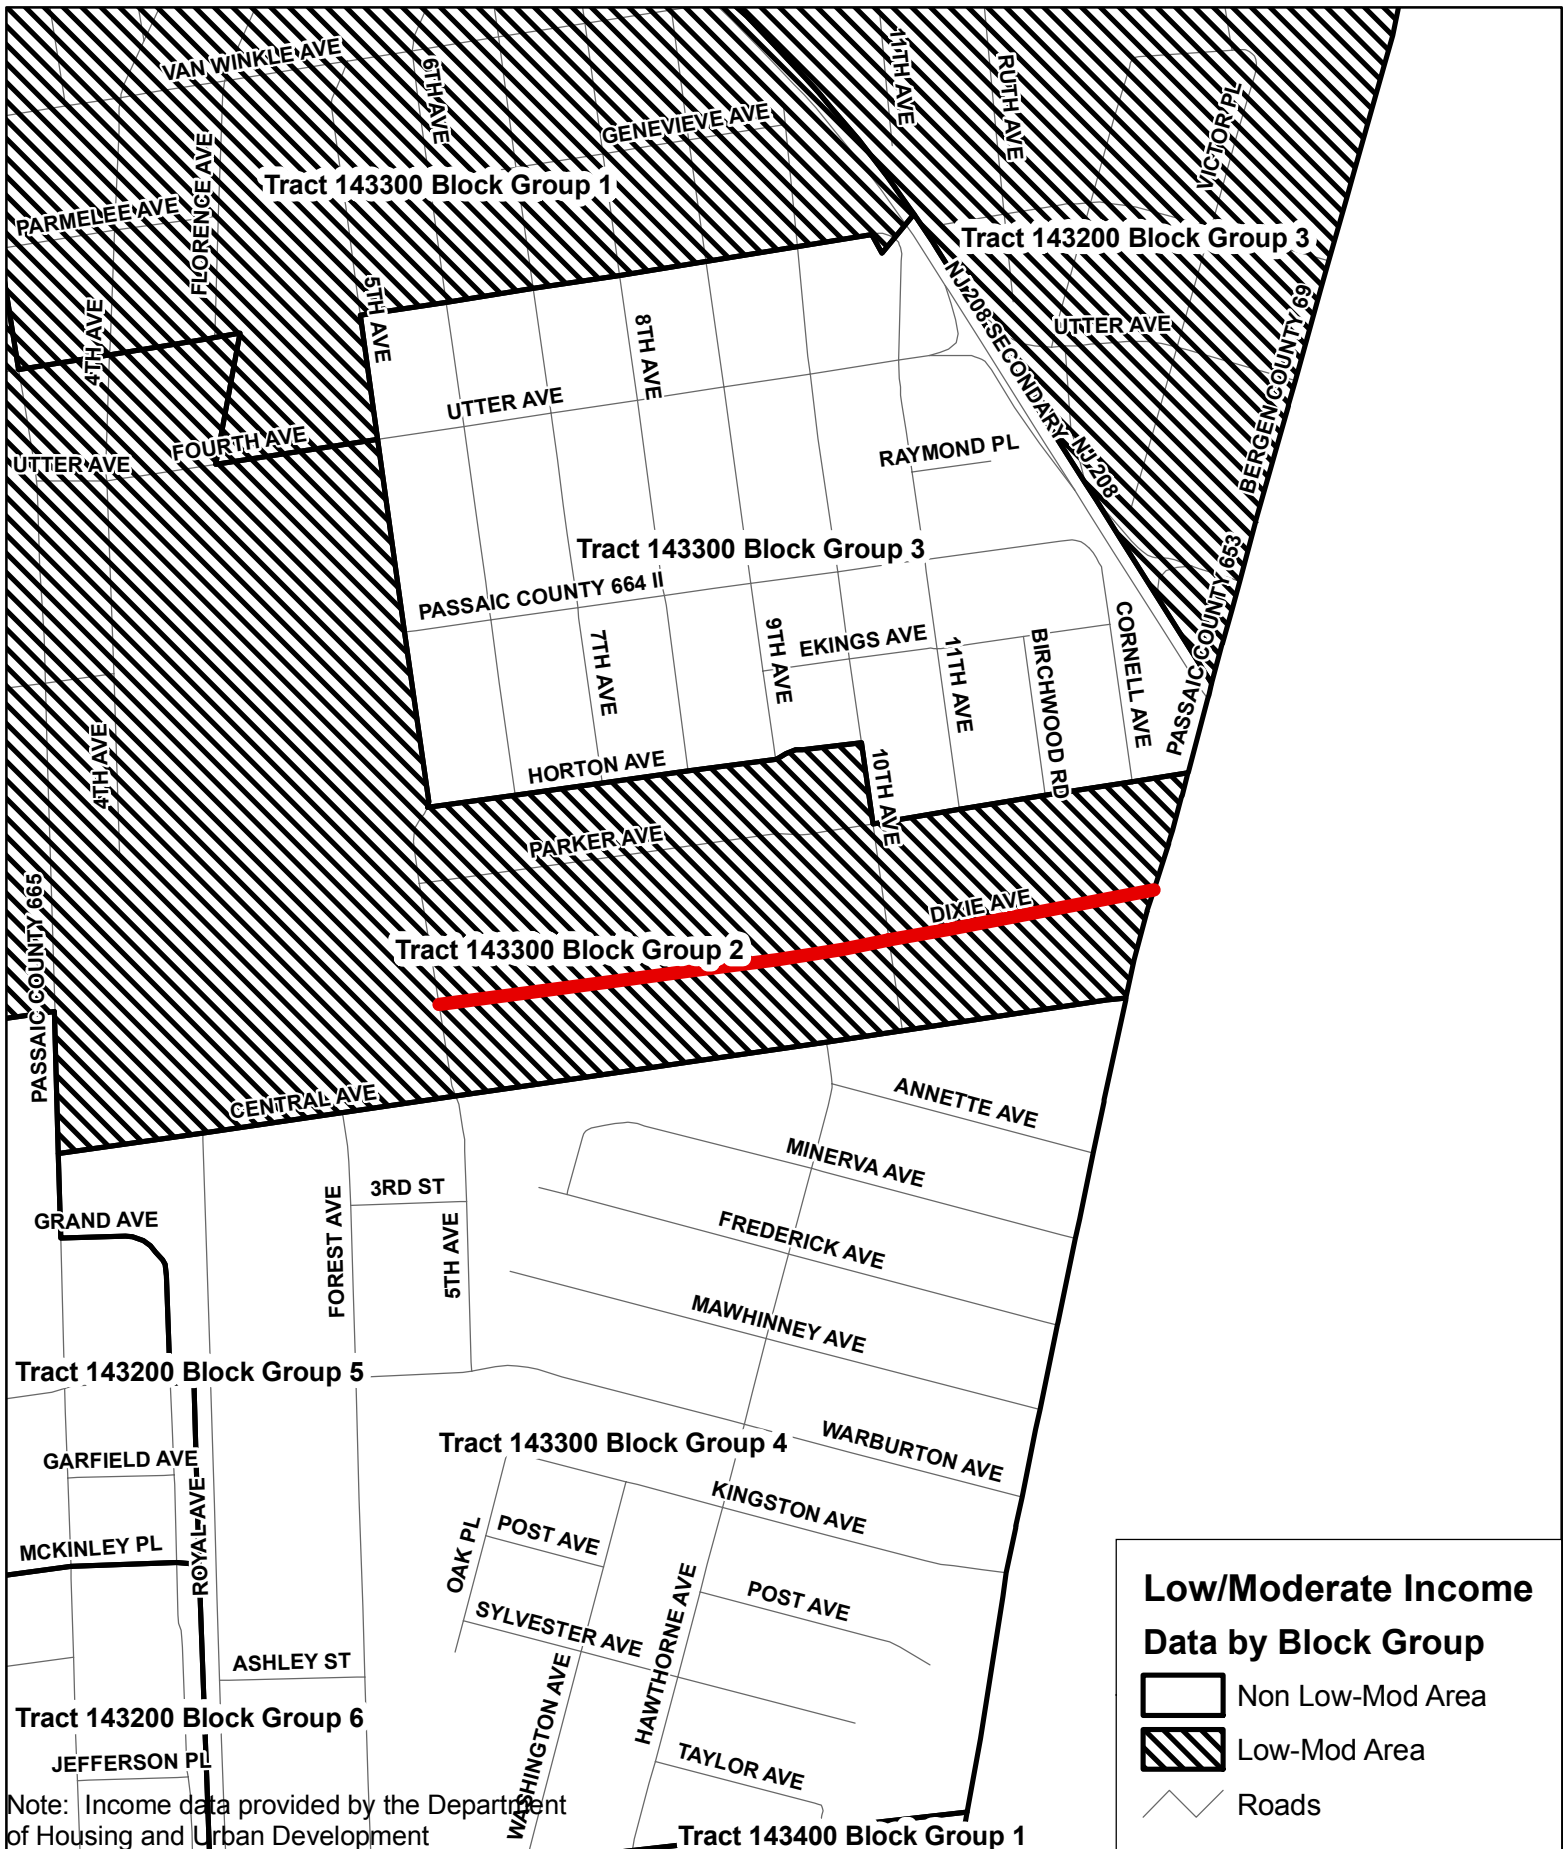 VAN WINKLE AVE
6TH AVE
11TH AVE
RUTH AVE
VICTOR PL
GENEVIEVE AVE
FLORENCE AVE
Tract 143300 Block Group 1
PARMELEE AVE
Tract 143200 Block Group 3
4TH AVE
5TH AVE
8TH AVE
NJ 208 SECONDARY
NJ 208
UTTER AVE
BERGEN COUNTY 69
UTTER AVE
FOURTH AVE
UTTER AVE
RAYMOND PL
Tract 143300 Block Group 3
PASSAIC COUNTY 664 II
PASSAIC COUNTY 653
7TH AVE
9TH AVE
EKINGS AVE
11TH AVE
BIRCHWOOD RD
CORNELL AVE
4TH AVE
HORTON AVE
10TH AVE
PARKER AVE
PASSAIC COUNTY 665
DIXIE AVE
Tract 143300 Block Group 2
CENTRAL AVE
ANNETTE AVE
MINERVA AVE
3RD ST
GRAND AVE
FOREST AVE
5TH AVE
FREDERICK AVE
MAWHINNEY AVE
Tract 143200 Block Group 5
Tract 143300 Block Group 4
WARBURTON AVE
GARFIELD AVE
ROYAL AVE
KINGSTON AVE
MCKINLEY PL
OAK PL
POST AVE
POST AVE
SYLVESTER AVE
HAWTHORNE AVE
WASHINGTON AVE
ASHLEY ST
Tract 143200 Block Group 6
JEFFERSON PL
TAYLOR AVE
Note: Income data provided by the Department
of Housing and Urban Development
Tract 143400 Block Group 1
Low/Moderate Income
Data by Block Group
Non Low-Mod Area
Low-Mod Area
Roads